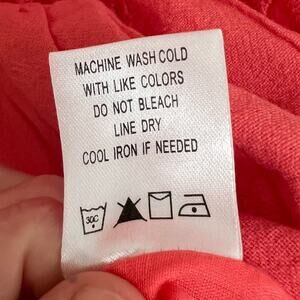 MACHINE WASH COLD
WITH LIKE COLORS
DO NOT BLEACH
LINE DRY
COOL IRON IF NEEDED
30C